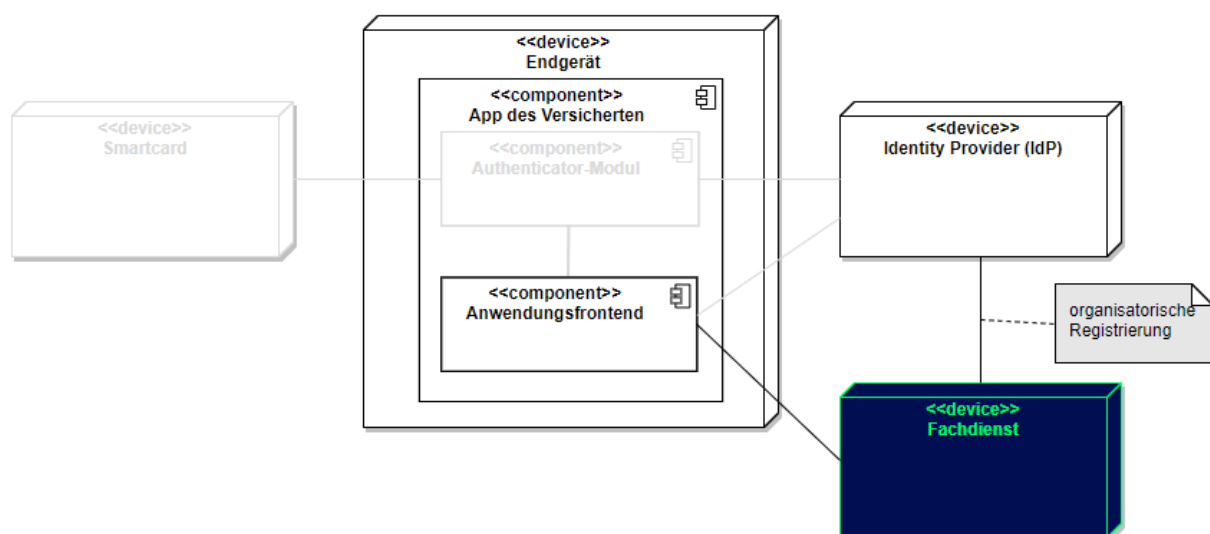 <<device>>
Endgerät
<<component>>
App des Versicherten
<<device>>
Smartcard
<<component>>
Authenticator-Modul
<<device>>
Identity Provider (IdP)
<<component>>
Anwendungsfrontend
organisatorische
Registrierung
<<device>>
Fachdienst